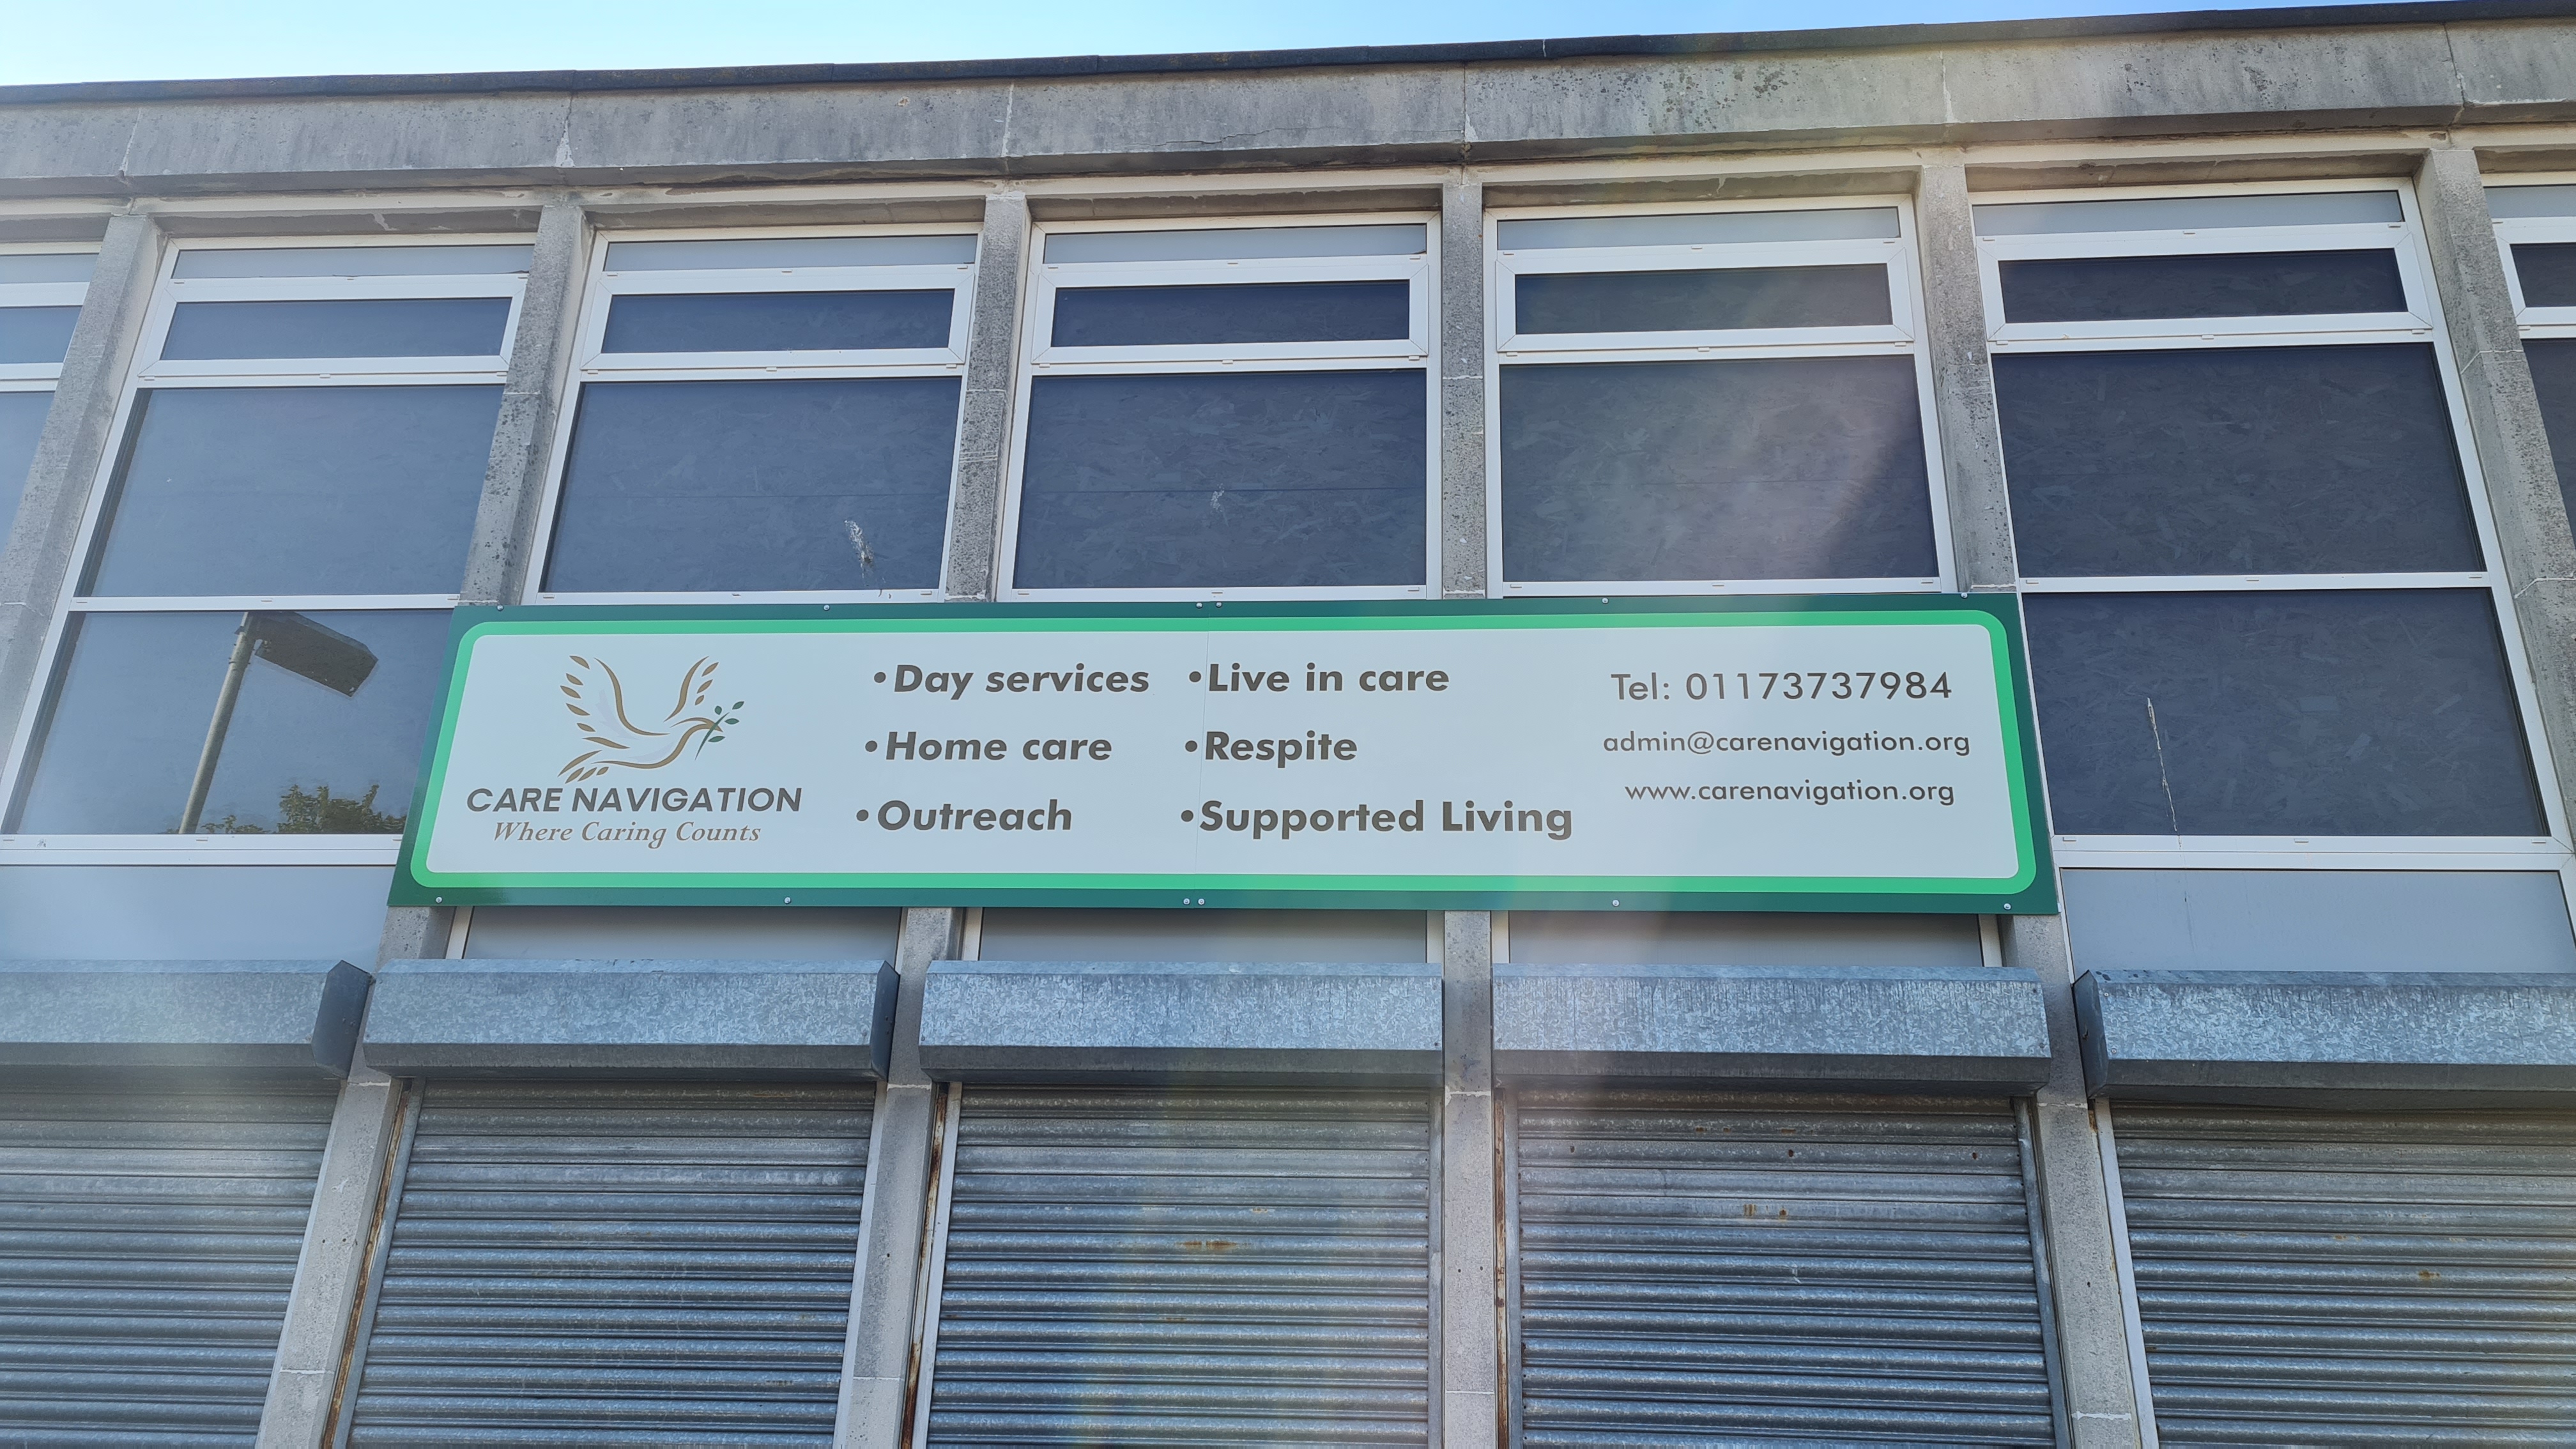 CARE NAVIGATION
Where Caring Counts
•Day services
•Home care
•Outreach
•Live in care
•Respite
•Supported Living
Tel: 01173737984
admin@carenavigation.org
www.carenavigation.org